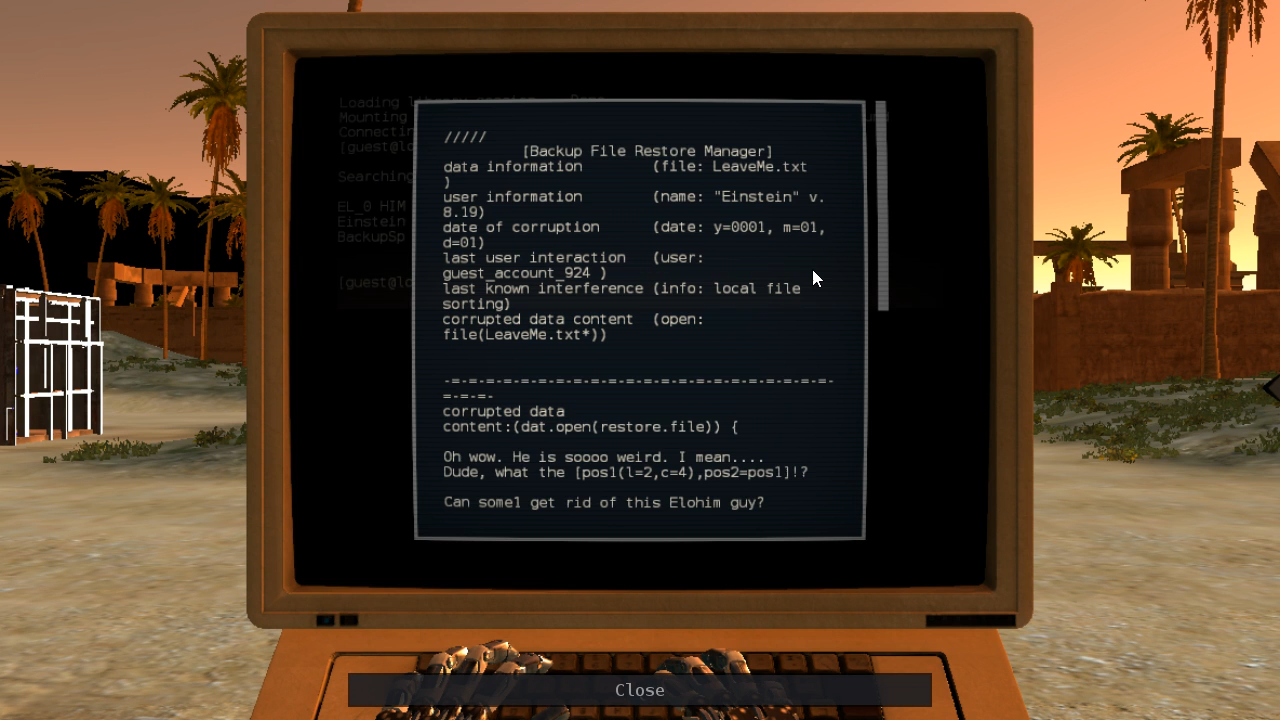 Loading
Mounting
Connectin
[guest@lo
Searching
EL_0 HIM
Einstein
BackupSp
[guest@lo
/////
[Backup File Restore Manager]
data information (file: LeaveMe.txt
)
user information (name: "Einstein" v.
8.19)
date of corruption (date: y=0001, m=01,
d=01)
last user interaction (user:
guest_account_924 )
last known interference (info: local file
sorting)
corrupted data content (open:
file(LeaveMe.txt*))
-=-=-=-=-=-=-=-=-=-=-=-=-=-=-=-=-=-=-=-=-=-=-
=-=-=-
corrupted data
content:(dat.open(restore.file)) {
Oh wow. He is soooo weird. I mean....
Dude, what the [pos1(l=2,c=4),pos2=pos1]!?
Can some1 get rid of this Elohim guy?
Close